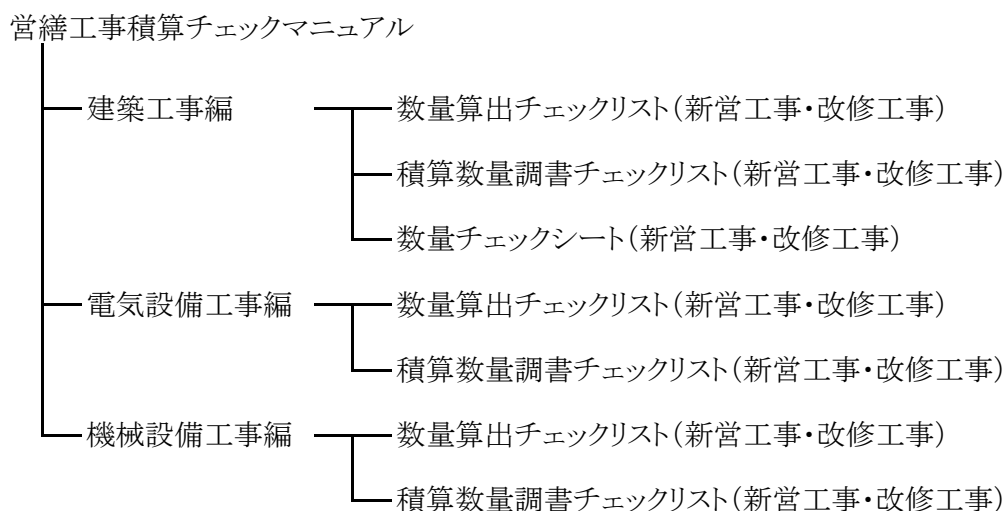 営繕工事積算チェックマニュアル
建築工事編 数量算出チェックリスト(新営工事・改修工事)
積算数量調書チェックリスト(新営工事・改修工事)
数量チェックシート(新営工事・改修工事)
電気設備工事編 数量算出チェックリスト(新営工事・改修工事)
積算数量調書チェックリスト(新営工事・改修工事)
機械設備工事編 数量算出チェックリスト(新営工事・改修工事)
積算数量調書チェックリスト(新営工事・改修工事)